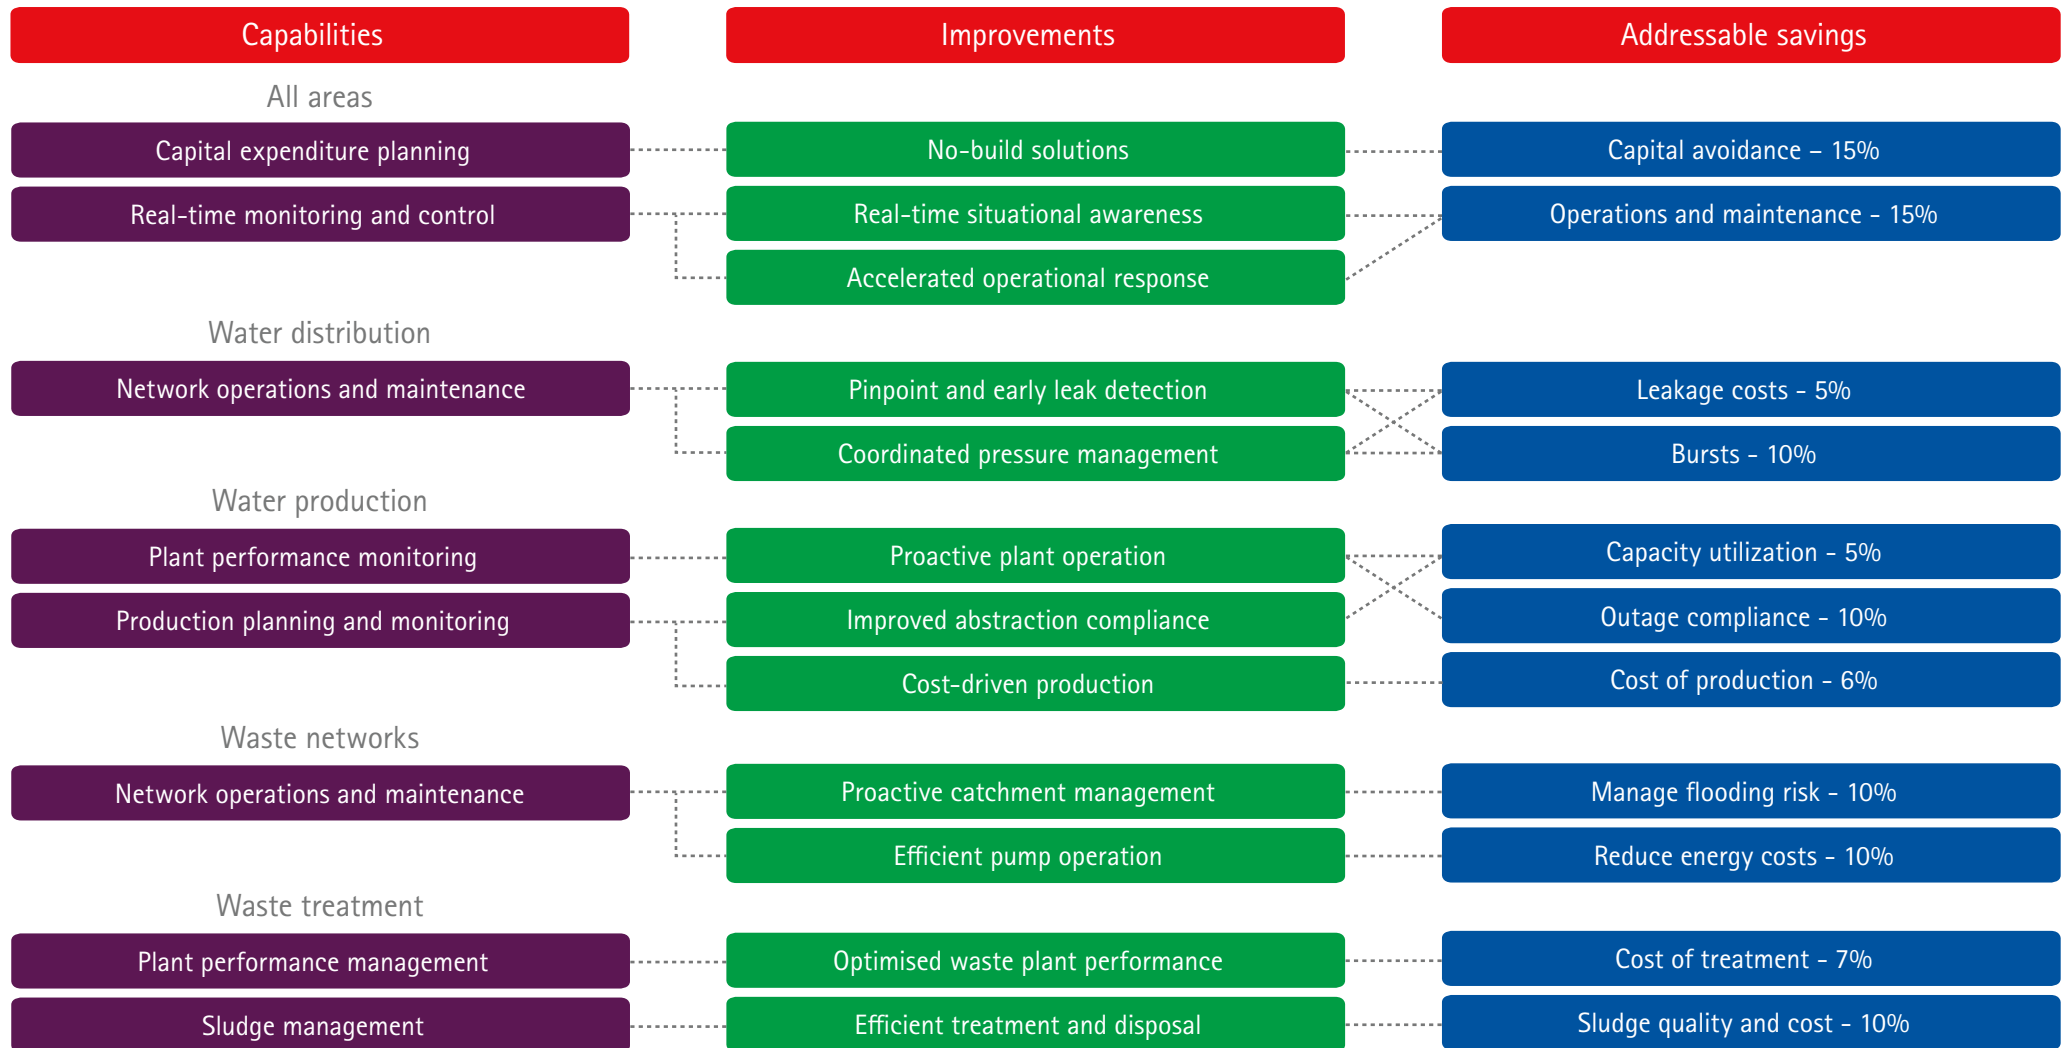 Capabilities
Improvements
Addressable savings
All areas
Capital expenditure planning
No-build solutions
Capital avoidance – 15%
Real-time monitoring and control
Real-time situational awareness
Operations and maintenance - 15%
Accelerated operational response
Water distribution
Network operations and maintenance
Pinpoint and early leak detection
Leakage costs - 5%
Coordinated pressure management
Bursts - 10%
Water production
Plant performance monitoring
Proactive plant operation
Capacity utilization - 5%
Production planning and monitoring
Improved abstraction compliance
Outage compliance - 10%
Cost-driven production
Cost of production - 6%
Waste networks
Network operations and maintenance
Proactive catchment management
Manage flooding risk - 10%
Efficient pump operation
Reduce energy costs - 10%
Waste treatment
Plant performance management
Optimised waste plant performance
Cost of treatment - 7%
Sludge management
Efficient treatment and disposal
Sludge quality and cost - 10%